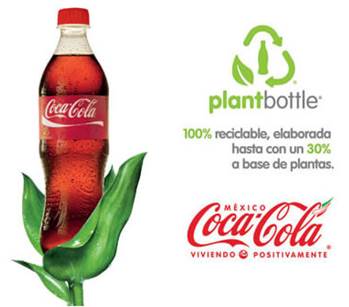 Coca-Cola
plantbottle®
100% reciclable, elaborada
hasta con un 30%
a base de plantas.
MÉXICO
Coca-Cola®
VIVIENDO POSITIVAMENTE